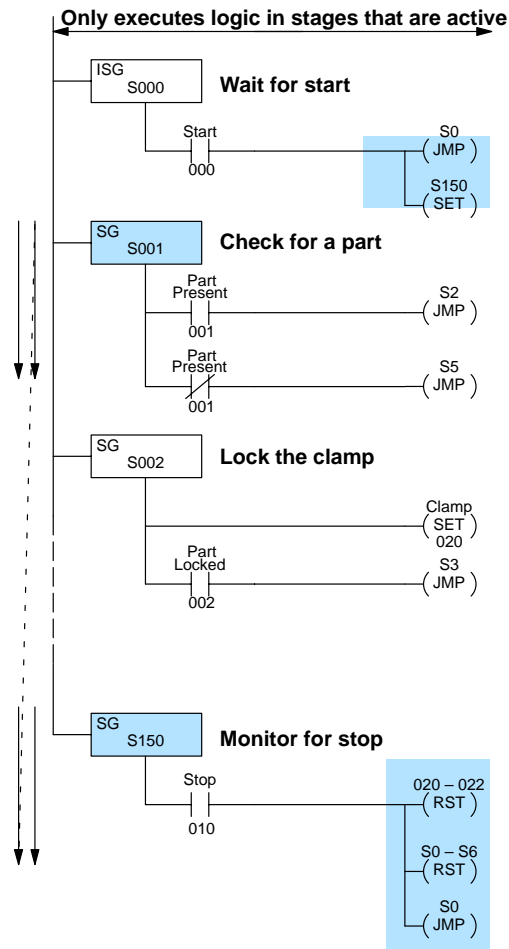 Only executes logic in stages that are active
ISG
S000
Wait for start
Start
000
S0
JMP
S150
SET
SG
S001
Check for a part
Part
Present
001
S2
JMP
Part
Present
001
S5
JMP
SG
S002
Lock the clamp
Clamp
SET
020
Part
Locked
002
S3
JMP
SG
S150
Monitor for stop
Stop
010
020 – 022
RST
S0 – S6
RST
S0
JMP